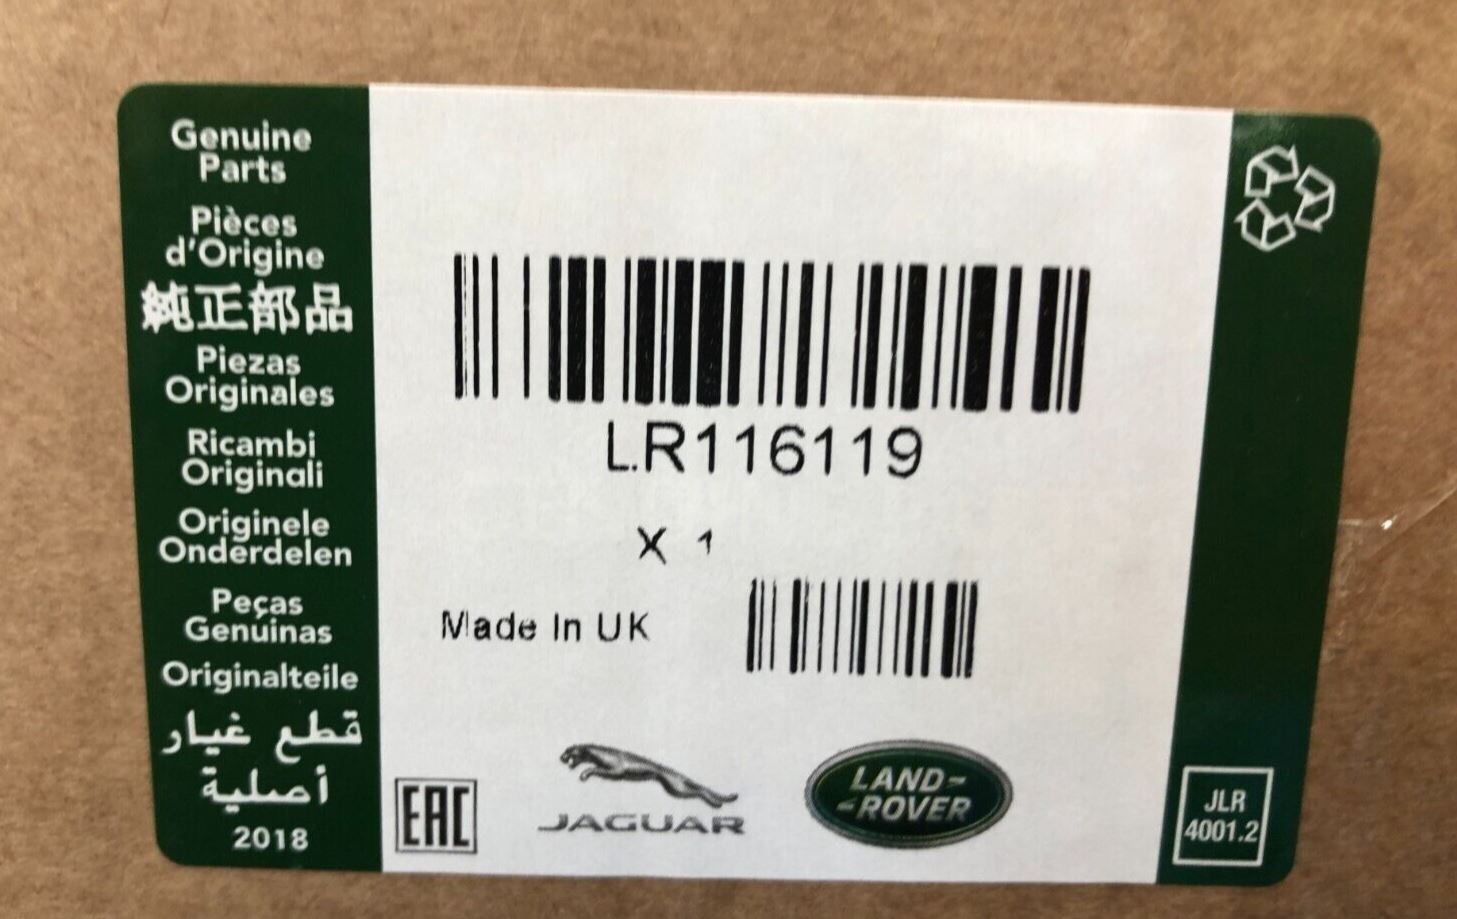 Genuine
Parts
Pièces
d'Origine
純正部品
Piezas
Originales
Ricambi
Originali
Originele
Onderdelen
Peças
Genuinas
Originalteile
قطع غيار
أصلية
2018
LR116119
X 1
Made In UK
EAC
JAGUAR
LAND-
-ROVER
JLR
4001.2